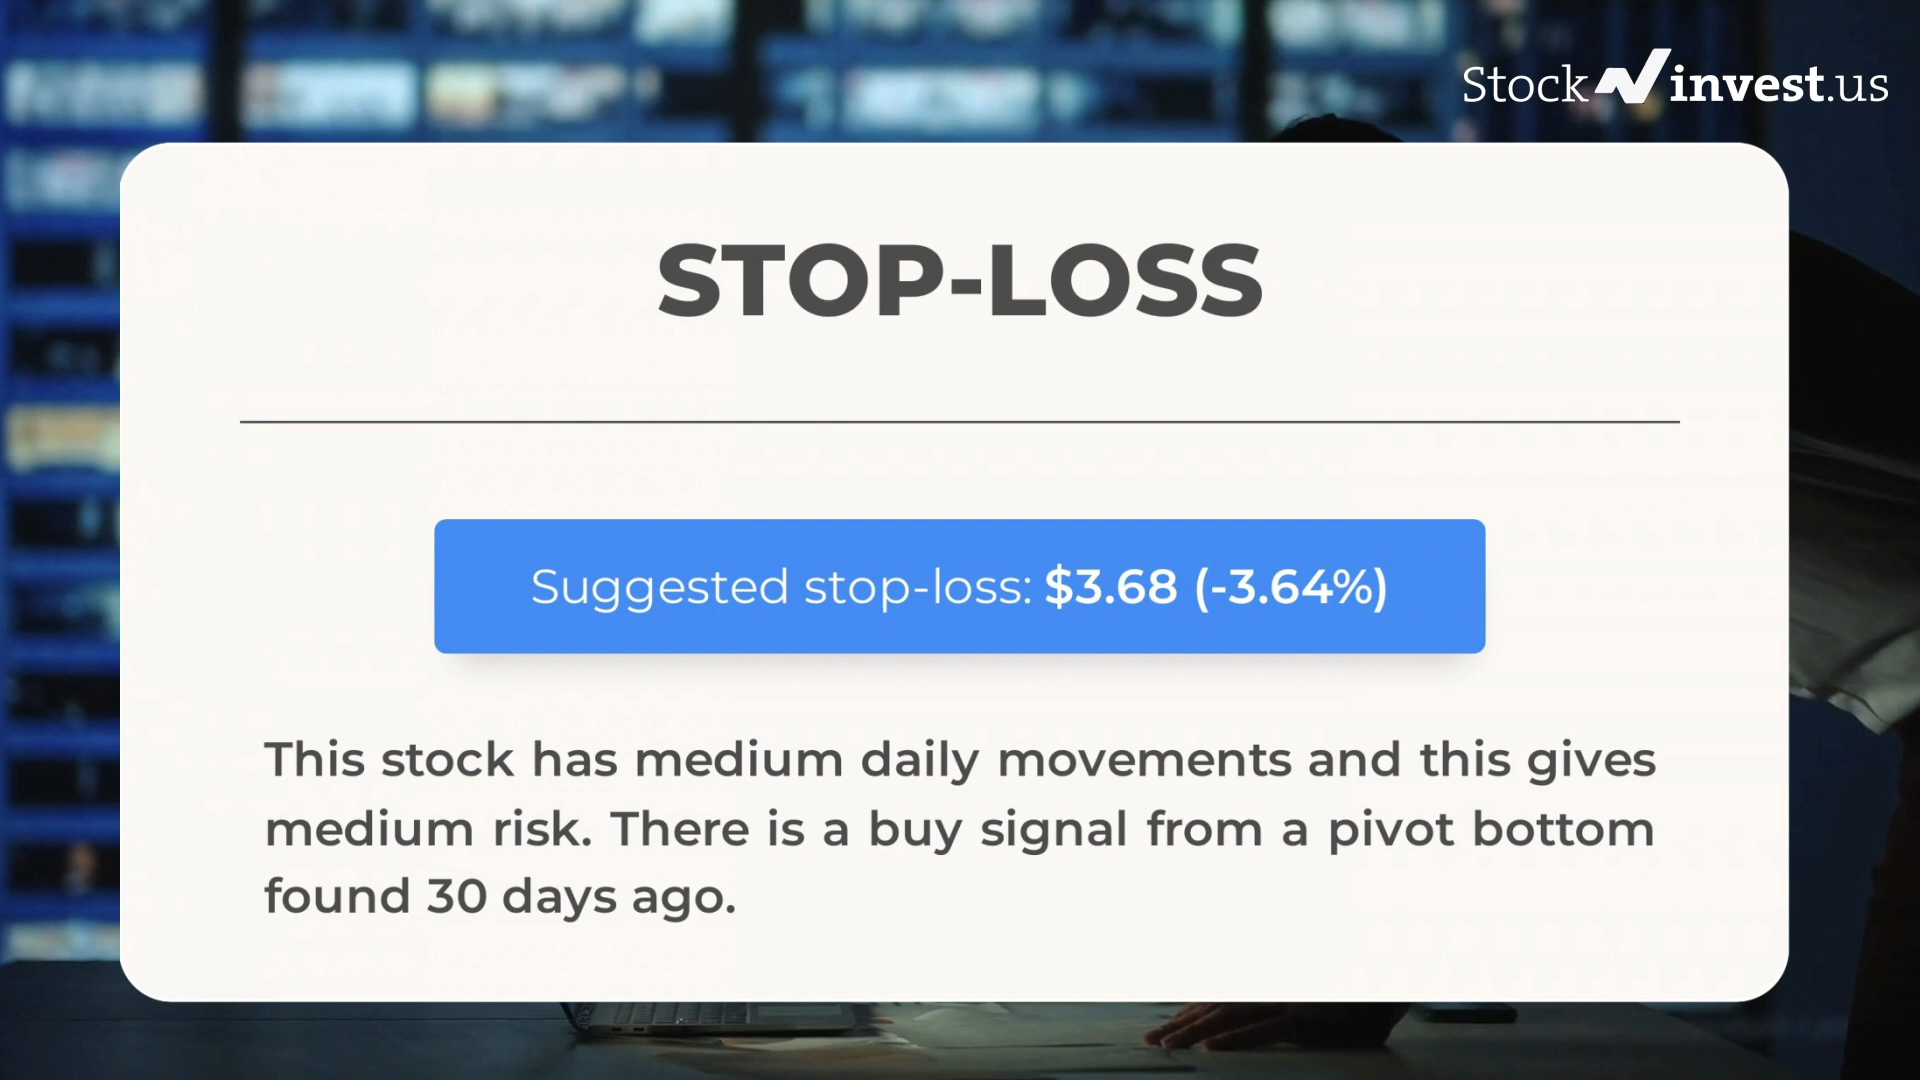 Stock invest.us
STOP-LOSS
Suggested stop-loss: $3.68 (-3.64%)
This stock has medium daily movements and this gives
medium risk. There is a buy signal from a pivot bottom
found 30 days ago.